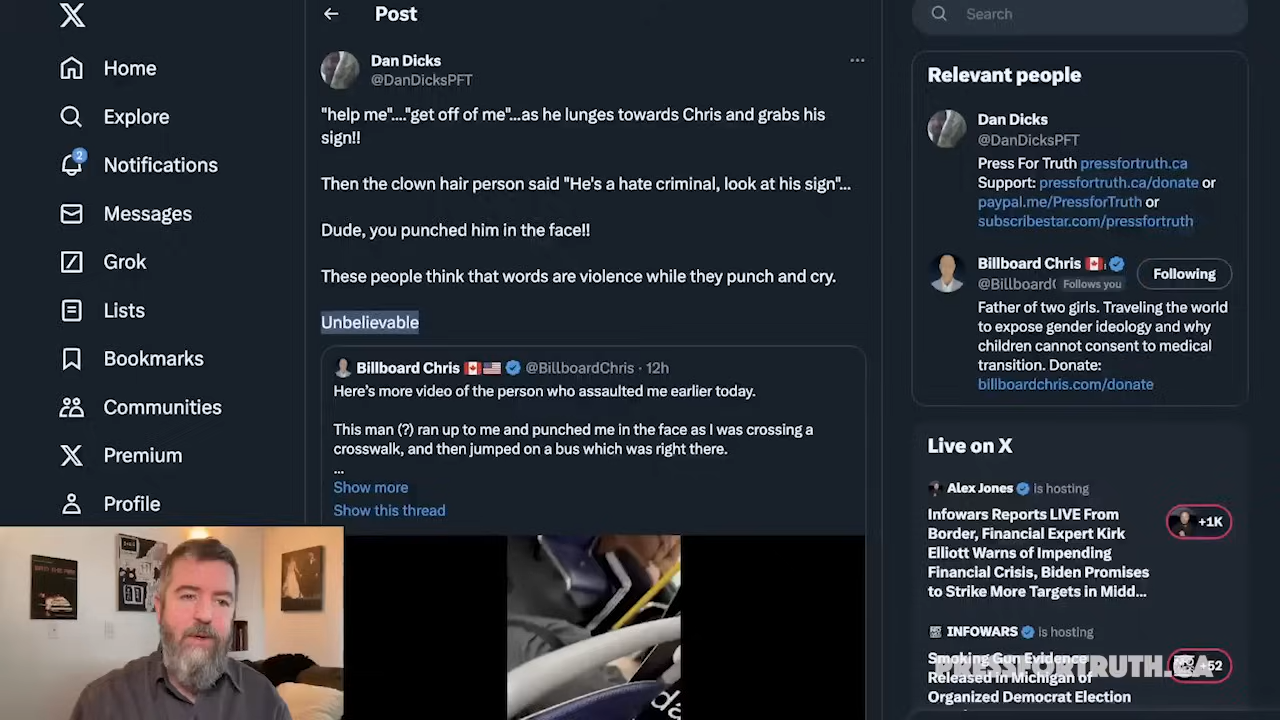 Home
Explore
2
Notifications
Messages
Grok
Lists
Bookmarks
Communities
Premium
Profile
Post
Dan Dicks
@DanDicksPFT
"help me"...."get off of me"...as he lunges towards Chris and grabs his
sign!!
Then the clown hair person said "He's a hate criminal, look at his sign"...
Dude, you punched him in the face!!
These people think that words are violence while they punch and cry.
Unbelievable
Billboard Chris @BillboardChris · 12h
Here's more video of the person who assaulted me earlier today.
This man (?) ran up to me and punched me in the face as I was crossing a
crosswalk, and then jumped on a bus which was right there.
...
Show more
Show this thread
Search
Relevant people
Dan Dicks
@DanDicksPFT
Press For Truth pressfortruth.ca
Support: pressfortruth.ca/donate or
paypal.me/PressforTruth or
subscribestar.com/pressfortruth
Billboard Chris
Following
@Billboard Follows you
Father of two girls. Traveling the world
to expose gender ideology and why
children cannot consent to medical
transition. Donate:
billboardchris.com/donate
Live on X
Alex Jones is hosting
Infowars Reports LIVE From
Border, Financial Expert Kirk
Elliott Warns of Impending
Financial Crisis, Biden Promises
to Strike More Targets in Midd...
+1K
INFOWARS is hosting
Smoking Gun Evidence
Released in Michigan of
Organized Democrat Election
+52
PRESSFORTRUTH.CA